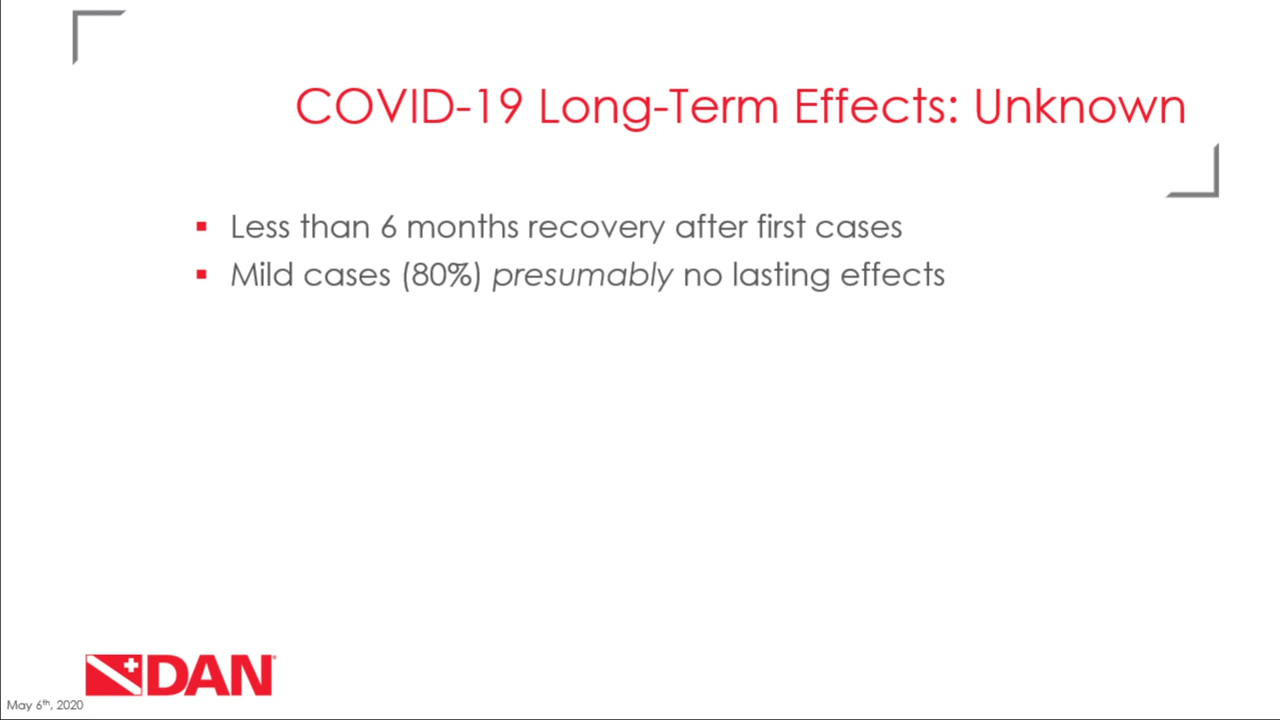 COVID-19 Long-Term Effects: Unknown
Less than 6 months recovery after first cases
Mild cases (80%) presumably no lasting effects
DAN
May 6th, 2020